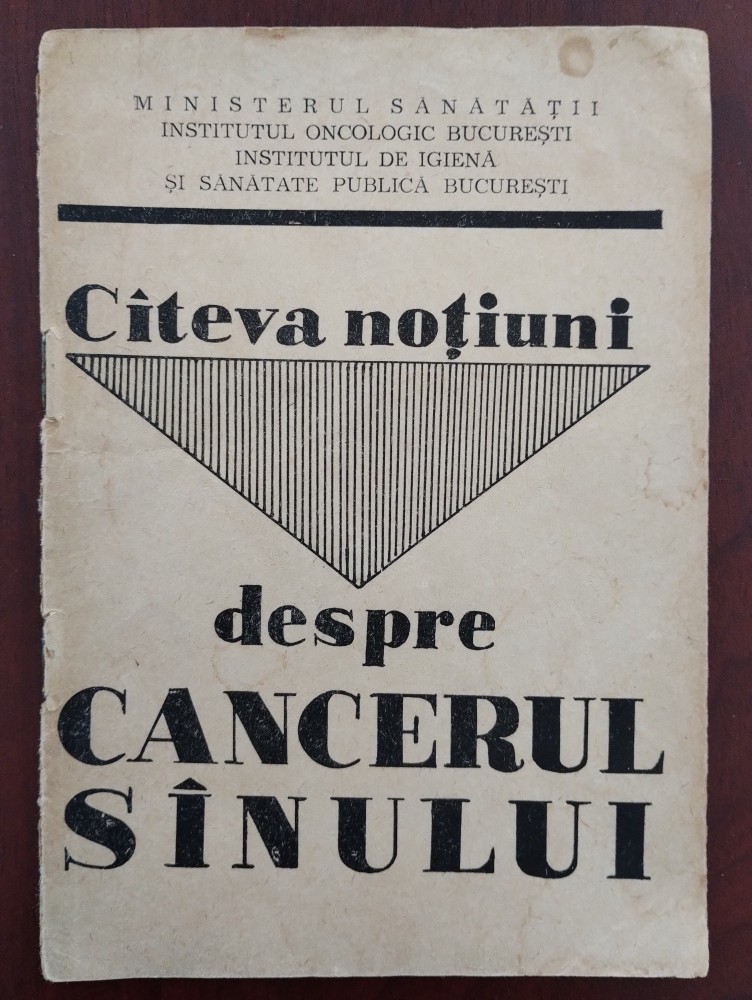 MINISTERUL SĂNĂTĂȚII
INSTITUTUL ONCOLOGIC BUCUREȘTI
INSTITUTUL DE IGIENĂ
ȘI SĂNĂTATE PUBLICĂ BUCUREȘTI
Cîteva noțiuni
despre
CANCERUL
SÎNULUI